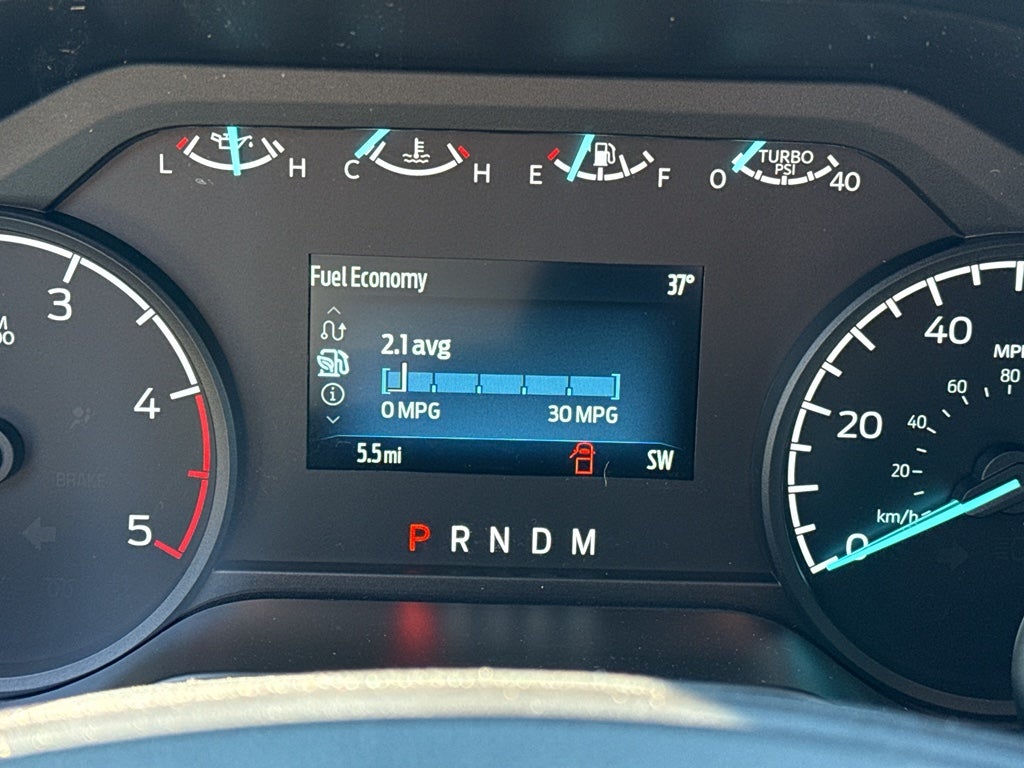 L H
C H
E F
0 TURBO PSI 40
Fuel Economy 37°
2.1 avg
0 MPG 30 MPG
5.5 mi SW
P R N D M
3
4
5
BRAKE
40
20
0
MPH
80
60
40
20
km/h